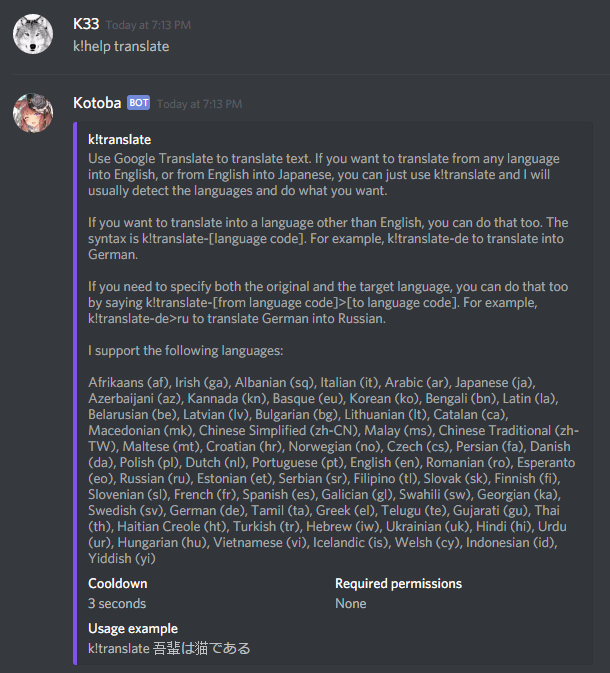 K33 Today at 7:13 PM
k!help translate
Kotoba BOT Today at 7:13 PM
k!translate
Use Google Translate to translate text. If you want to translate from any language
into English, or from English into Japanese, you can just use k!translate and I will
usually detect the languages and do what you want.
If you want to translate into a language other than English, you can do that too. The
syntax is k!translate-[language code]. For example, k!translate-de to translate into
German.
If you need to specify both the original and the target language, you can do that too
by saying k!translate-[from language code]>[to language code]. For example,
k!translate-de>ru to translate German into Russian.
I support the following languages:
Afrikaans (af), Irish (ga), Albanian (sq), Italian (it), Arabic (ar), Japanese (ja),
Azerbaijani (az), Kannada (kn), Basque (eu), Korean (ko), Bengali (bn), Latin (la),
Belarusian (be), Latvian (lv), Bulgarian (bg), Lithuanian (lt), Catalan (ca),
Macedonian (mk), Chinese Simplified (zh-CN), Malay (ms), Chinese Traditional (zh-
TW), Maltese (mt), Croatian (hr), Norwegian (no), Czech (cs), Persian (fa), Danish
(da), Polish (pl), Dutch (nl), Portuguese (pt), English (en), Romanian (ro), Esperanto
(eo), Russian (ru), Estonian (et), Serbian (sr), Filipino (tl), Slovak (sk), Finnish (fi),
Slovenian (sl), French (fr), Spanish (es), Galician (gl), Swahili (sw), Georgian (ka),
Swedish (sv), German (de), Tamil (ta), Greek (el), Telugu (te), Gujarati (gu), Thai
(th), Haitian Creole (ht), Turkish (tr), Hebrew (iw), Ukrainian (uk), Hindi (hi), Urdu
(ur), Hungarian (hu), Vietnamese (vi), Icelandic (is), Welsh (cy), Indonesian (id),
Yiddish (yi)
Cooldown Required permissions
3 seconds None
Usage example
k!translate 吾輩は猫である